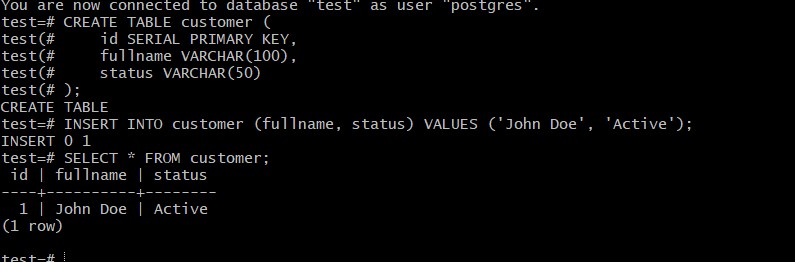 You are now connected to database "test" as user "postgres".
test=# CREATE TABLE customer (
test(#     id SERIAL PRIMARY KEY,
test(#     fullname VARCHAR(100),
test(#     status VARCHAR(50)
test(# );
CREATE TABLE
test=# INSERT INTO customer (fullname, status) VALUES ('John Doe', 'Active');
INSERT 0 1
test=# SELECT * FROM customer;
 id | fullname | status
----+----------+--------
  1 | John Doe | Active
(1 row)

test=#